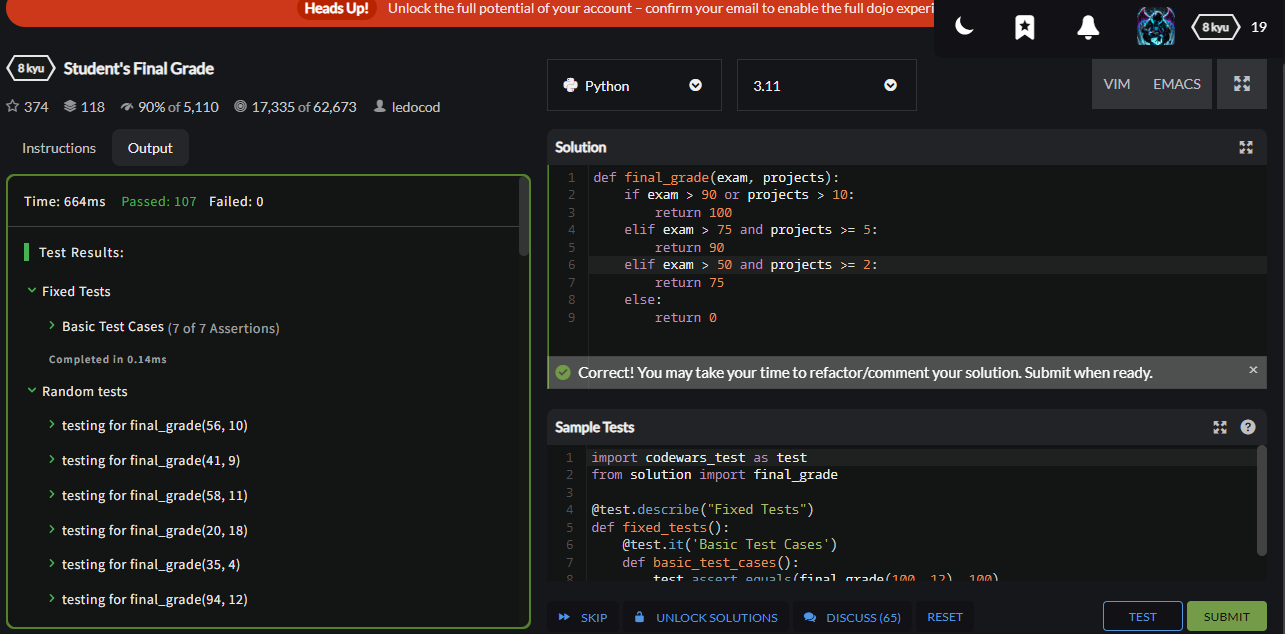 Heads Up! Unlock the full potential of your account – confirm your email to enable the full dojo experi
8 kyu 19
8 kyu Student's Final Grade
374 118 90% of 5,110 17,335 of 62,673 ledocod
Instructions Output
Time: 664ms Passed: 107 Failed: 0
Test Results:
Fixed Tests
Basic Test Cases (7 of 7 Assertions)
Completed in 0.14ms
Random tests
testing for final_grade(56, 10)
testing for final_grade(41, 9)
testing for final_grade(58, 11)
testing for final_grade(20, 18)
testing for final_grade(35, 4)
testing for final_grade(94, 12)
Python 3.11 VIM EMACS
Solution
1 def final_grade(exam, projects):
2 if exam > 90 or projects > 10:
3 return 100
4 elif exam > 75 and projects >= 5:
5 return 90
6 elif exam > 50 and projects >= 2:
7 return 75
8 else:
9 return 0
Correct! You may take your time to refactor/comment your solution. Submit when ready. ×
Sample Tests ?
1 import codewars_test as test
2 from solution import final_grade
3
4 @test.describe("Fixed Tests")
5 def fixed_tests():
6 @test.it('Basic Test Cases')
7 def basic_test_cases():
8 test.assert_equals(final_grade(100, 12), 100)
SKIP UNLOCK SOLUTIONS DISCUSS (65) RESET TEST SUBMIT